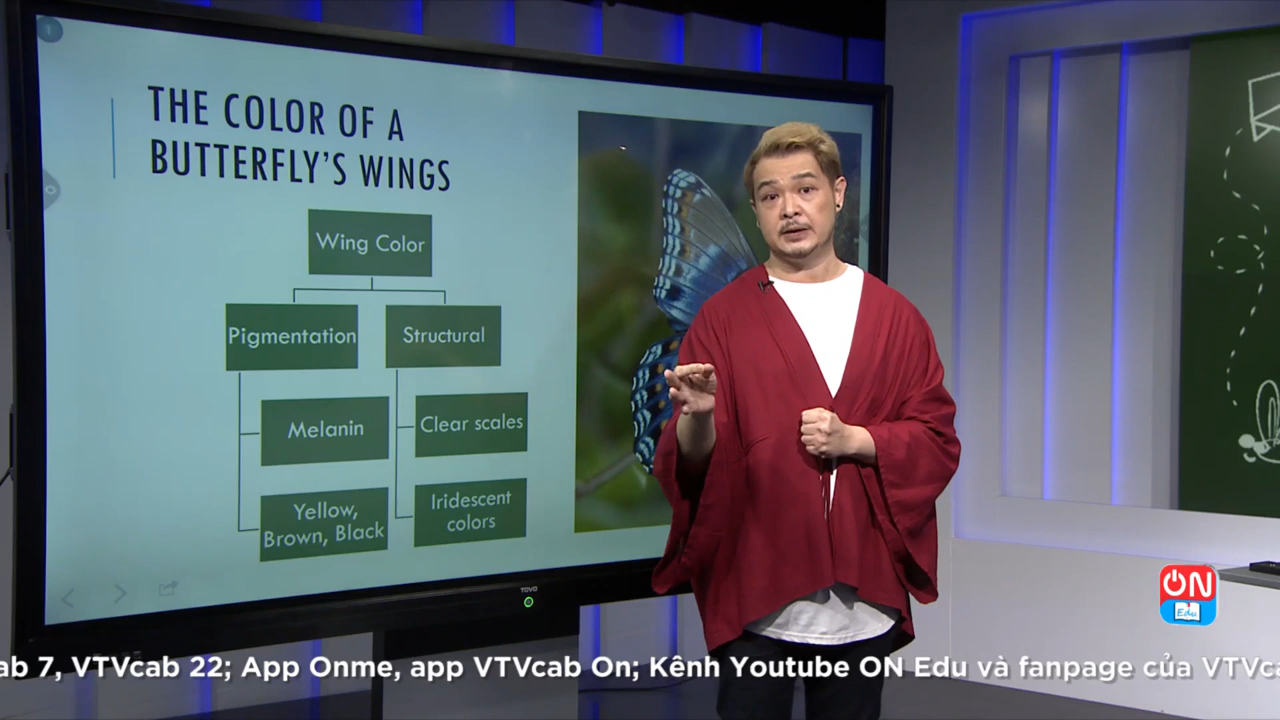 1
THE COLOR OF A
BUTTERFLY'S WINGS
Wing Color
Pigmentation
Structural
Melanin
Clear scales
Yellow,
Brown, Black
Iridescent
colors
TOVO
ON
Edu
ab 7, VTVcab 22; App Onme, app VTVcab On; Kênh Youtube ON Edu và fanpage của VTVca